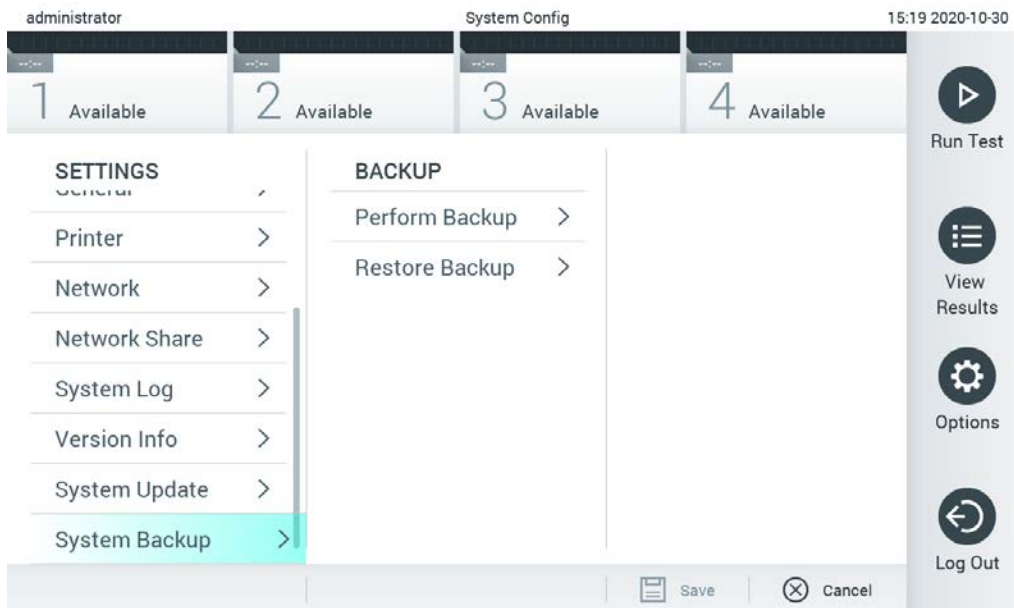 administrator
System Config
15:19 2020-10-30
--:--
--:--
--:--
--:--
1 Available
2 Available
3 Available
4 Available
Run Test
SETTINGS
General
Printer
Network
Network Share
System Log
Version Info
System Update
System Backup
BACKUP
Perform Backup
Restore Backup
View
Results
Options
Log Out
Save
Cancel